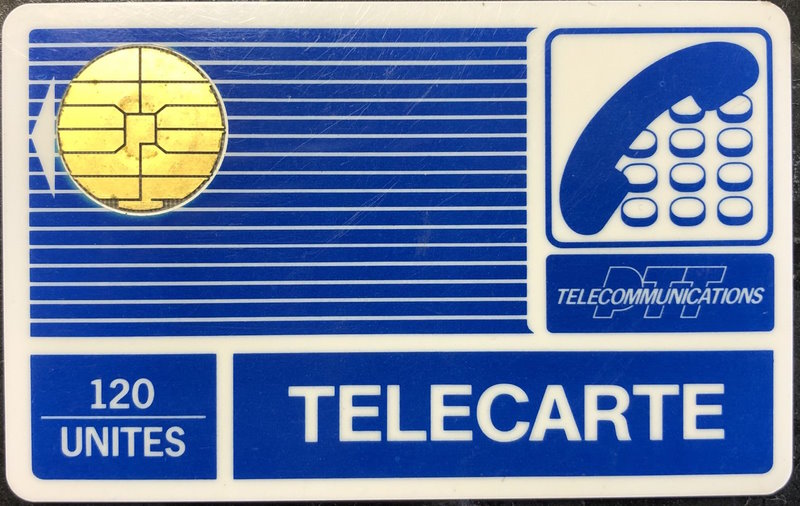 PTT
TELECOMMUNICATIONS
120
UNITES
TELECARTE